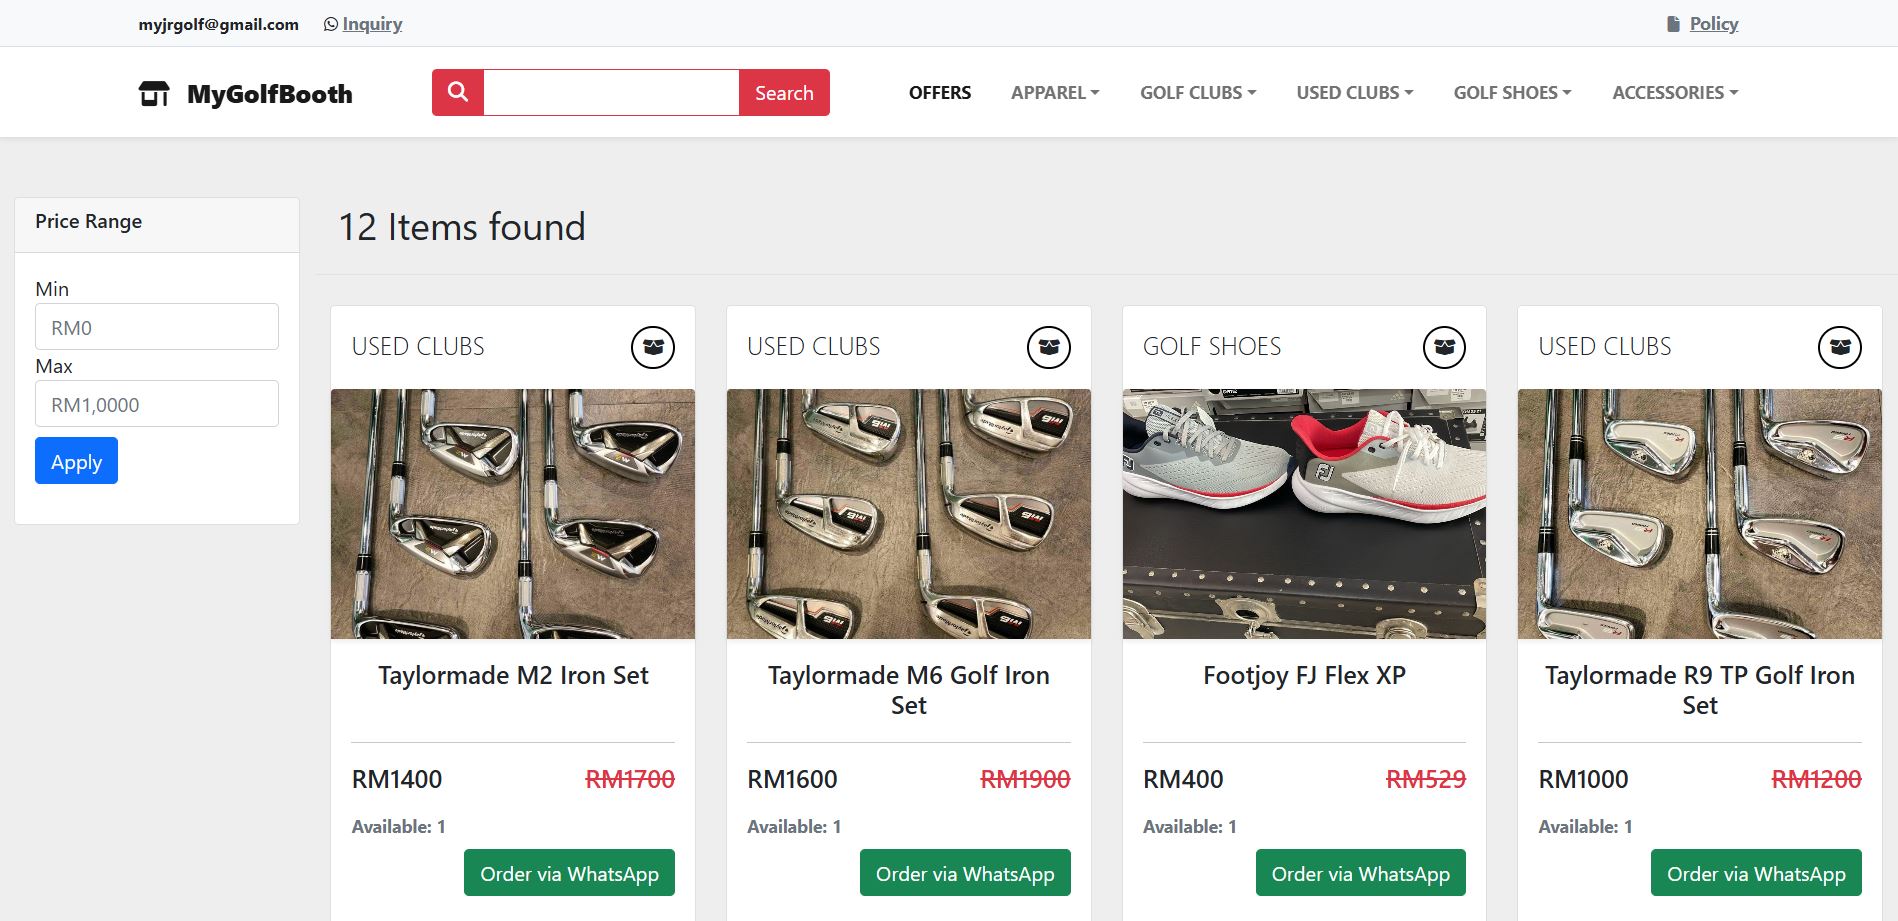 myjrgolf@gmail.com Inquiry Policy
MyGolfBooth Search OFFERS APPAREL GOLF CLUBS USED CLUBS GOLF SHOES ACCESSORIES
Price Range
Min
RM0
Max
RM1,0000
Apply
12 Items found
USED CLUBS
Taylormade M2 Iron Set
RM1400 RM1700
Available: 1
Order via WhatsApp
USED CLUBS
Taylormade M6 Golf Iron
Set
RM1600 RM1900
Available: 1
Order via WhatsApp
GOLF SHOES
FJ
Footjoy FJ Flex XP
RM400 RM529
Available: 1
Order via WhatsApp
USED CLUBS
Taylormade R9 TP Golf Iron
Set
RM1000 RM1200
Available: 1
Order via WhatsApp